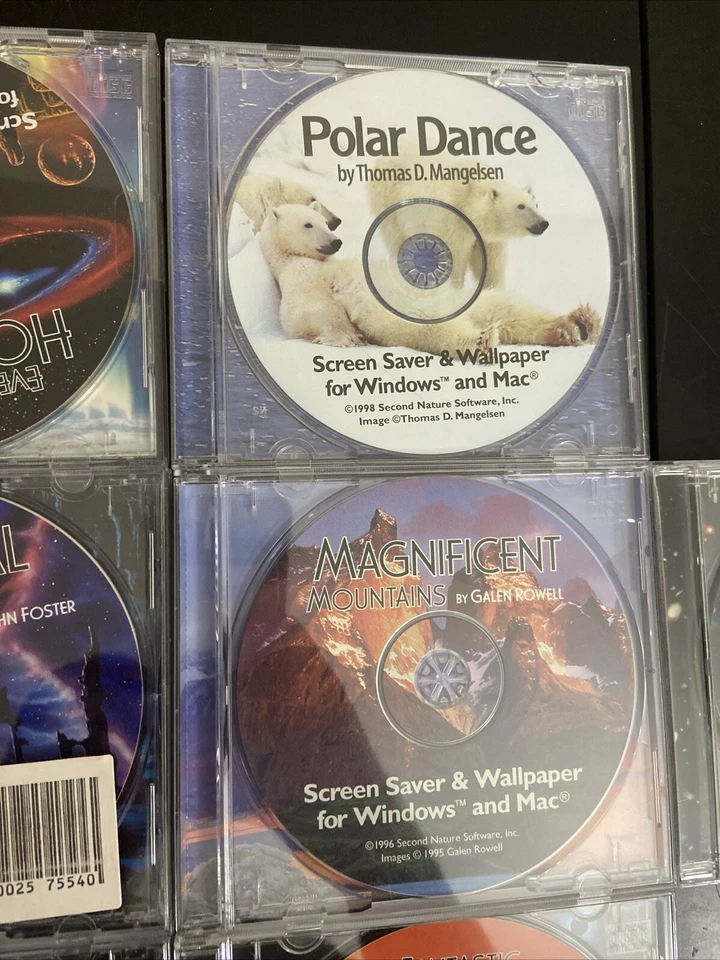 Polar Dance
by Thomas D. Mangelsen
Screen Saver & Wallpaper
for Windows™ and Mac®
©1998 Second Nature Software, Inc.
Image ©Thomas D. Mangelsen
HN FOSTER
0025 75540
MAGNIFICENT
MOUNTAINS BY GALEN ROWELL
Screen Saver & Wallpaper
for Windows™ and Mac®
©1996 Second Nature Software, Inc.
Images © 1995 Galen Rowell
FANTASTIC